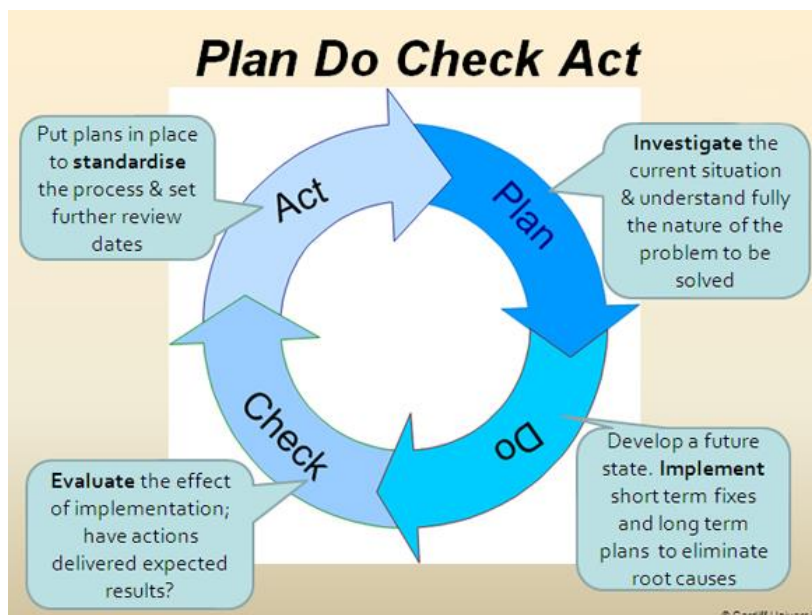 Plan Do Check Act
Put plans in place
to standardise
the process & set
further review
dates
Investigate the
current situation
& understand fully
the nature of the
problem to be
solved
Act
Plan
Check
Do
Evaluate the effect
of implementation;
have actions
delivered expected
results?
Develop a future
state. Implement
short term fixes
and long term
plans to eliminate
root causes